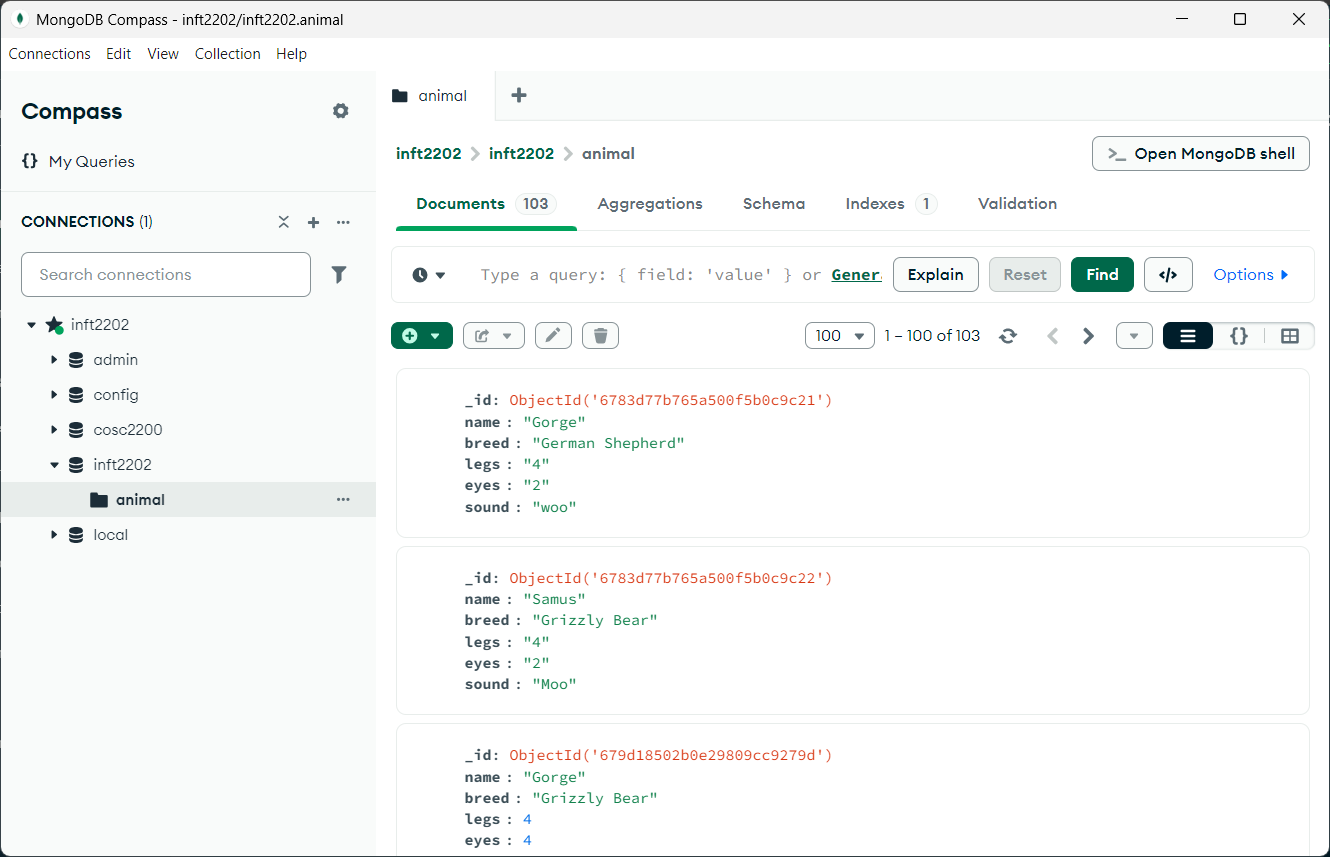 MongoDB Compass - inft2202/inft2202.animal
Connections Edit View Collection Help
Compass
{} My Queries
CONNECTIONS (1)
Search connections
inft2202
admin
config
cosc2200
inft2202
animal
local
animal
inft2202 > inft2202 > animal
>_ Open MongoDB shell
Documents 103 Aggregations Schema Indexes 1 Validation
Type a query: { field: 'value' } or Gener Explain Reset Find </> Options
100 1 – 100 of 103 {}
_id: ObjectId('6783d77b765a500f5b0c9c21')
name : "Gorge"
breed : "German Shepherd"
legs : "4"
eyes : "2"
sound : "woo"
_id: ObjectId('6783d77b765a500f5b0c9c22')
name : "Samus"
breed : "Grizzly Bear"
legs : "4"
eyes : "2"
sound : "Moo"
_id: ObjectId('679d18502b0e29809cc9279d')
name : "Gorge"
breed : "Grizzly Bear"
legs : 4
eyes : 4